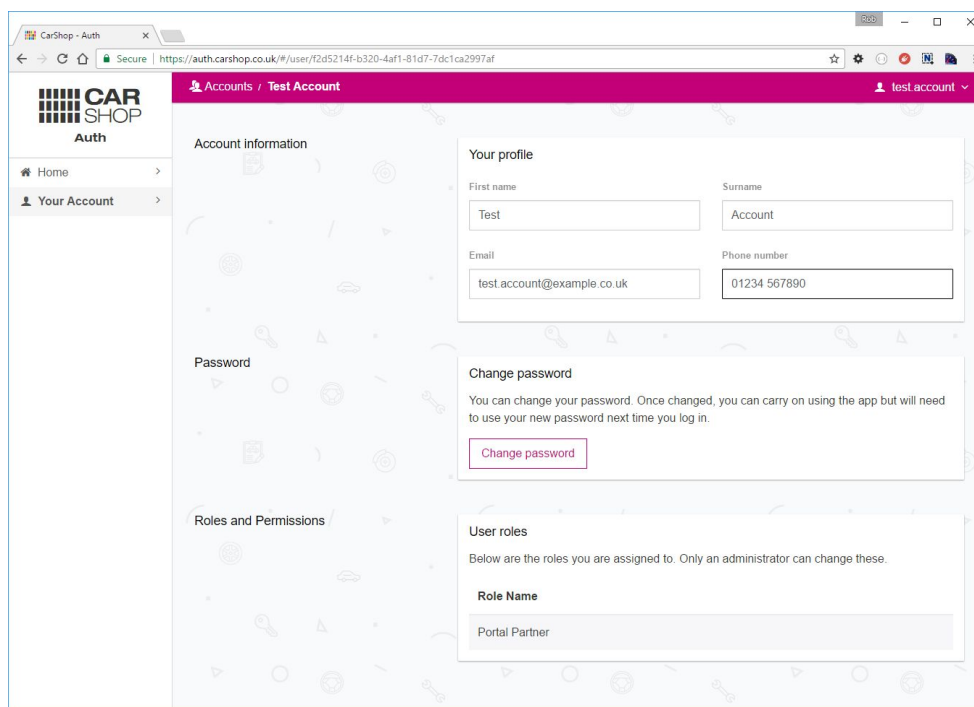 Rob
CarShop - Auth
Secure | https://auth.carshop.co.uk/#/user/f2d5214f-b320-4af1-81d7-7dc1ca2997af
CAR
SHOP
Auth
Home
Your Account
Accounts / Test Account
test.account
Account information
Your profile
First name
Surname
Test
Account
Email
Phone number
test.account@example.co.uk
01234 567890
Password
Change password
You can change your password. Once changed, you can carry on using the app but will need
to use your new password next time you log in.
Change password
Roles and Permissions
User roles
Below are the roles you are assigned to. Only an administrator can change these.
Role Name
Portal Partner